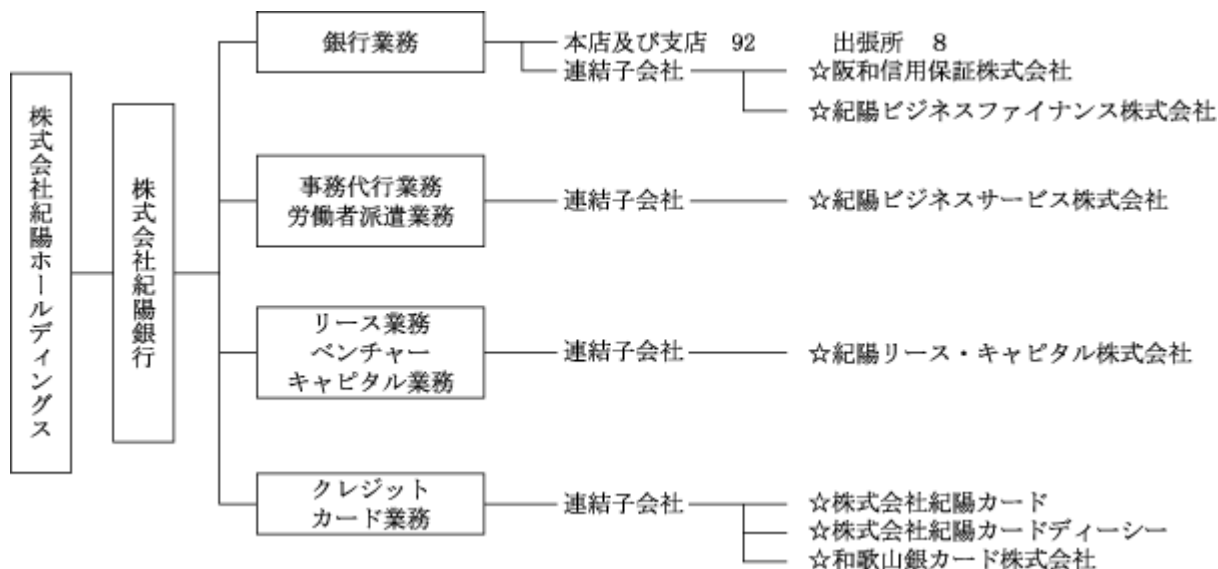 株式会社紀陽ホールディングス
株式会社紀陽銀行
銀行業務
本店及び支店 92 出張所 8
連結子会社 ☆阪和信用保証株式会社
☆紀陽ビジネスファイナンス株式会社
事務代行業務
労働者派遣業務
連結子会社 ☆紀陽ビジネスサービス株式会社
リース業務
ベンチャー
キャピタル業務
連結子会社 ☆紀陽リース・キャピタル株式会社
クレジット
カード業務
連結子会社 ☆株式会社紀陽カード
☆株式会社紀陽カードディーシー
☆和歌山銀カード株式会社